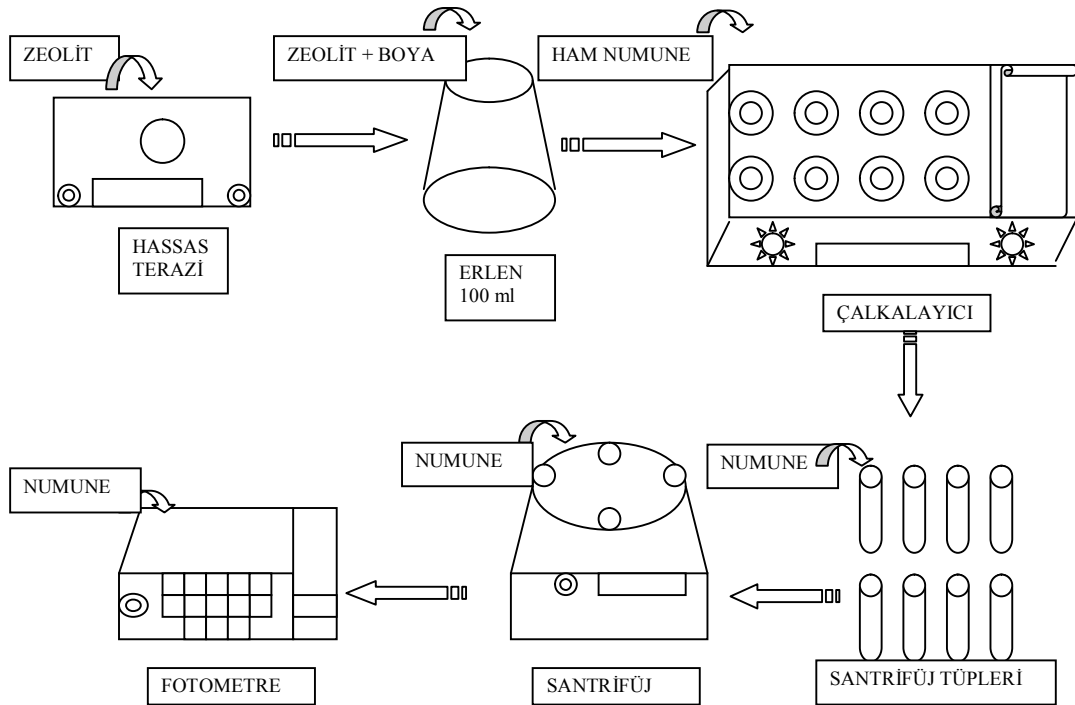 ZEOLİT
ZEOLİT + BOYA
HAM NUMUNE
HASSAS
TERAZİ
ERLEN
100 ml
ÇALKALAYICI
NUMUNE
NUMUNE
NUMUNE
FOTOMETRE
SANTRİFÜJ
SANTRİFÜJ TÜPLERİ